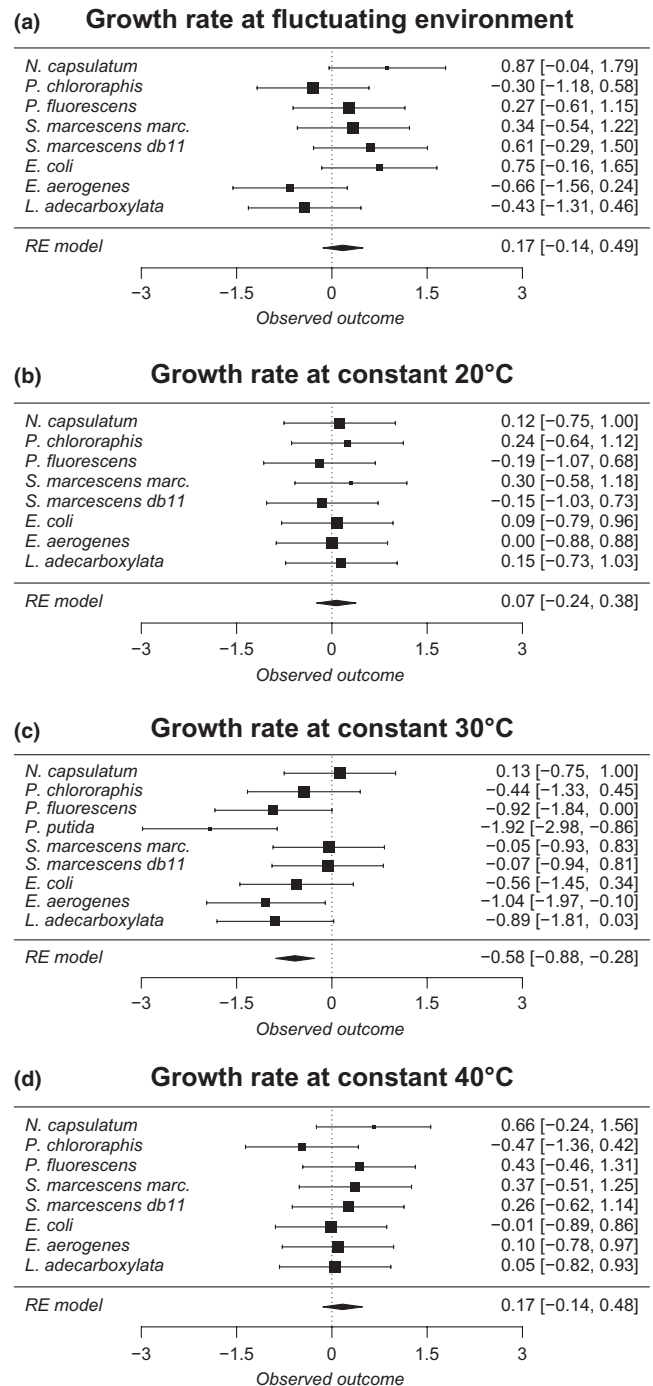 (a) Growth rate at fluctuating environment
N. capsulatum 0.87 [−0.04, 1.79]
P. chlororaphis −0.30 [−1.18, 0.58]
P. fluorescens 0.27 [−0.61, 1.15]
S. marcescens marc. 0.34 [−0.54, 1.22]
S. marcescens db11 0.61 [−0.29, 1.50]
E. coli 0.75 [−0.16, 1.65]
E. aerogenes −0.66 [−1.56, 0.24]
L. adecarboxylata −0.43 [−1.31, 0.46]
RE model 0.17 [−0.14, 0.49]
−3 −1.5 0 1.5 3
Observed outcome
(b) Growth rate at constant 20°C
N. capsulatum 0.12 [−0.75, 1.00]
P. chlororaphis 0.24 [−0.64, 1.12]
P. fluorescens −0.19 [−1.07, 0.68]
S. marcescens marc. 0.30 [−0.58, 1.18]
S. marcescens db11 −0.15 [−1.03, 0.73]
E. coli 0.09 [−0.79, 0.96]
E. aerogenes 0.00 [−0.88, 0.88]
L. adecarboxylata 0.15 [−0.73, 1.03]
RE model 0.07 [−0.24, 0.38]
−3 −1.5 0 1.5 3
Observed outcome
(c) Growth rate at constant 30°C
N. capsulatum 0.13 [−0.75, 1.00]
P. chlororaphis −0.44 [−1.33, 0.45]
P. fluorescens −0.92 [−1.84, 0.00]
P. putida −1.92 [−2.98, −0.86]
S. marcescens marc. −0.05 [−0.93, 0.83]
S. marcescens db11 −0.07 [−0.94, 0.81]
E. coli −0.56 [−1.45, 0.34]
E. aerogenes −1.04 [−1.97, −0.10]
L. adecarboxylata −0.89 [−1.81, 0.03]
RE model −0.58 [−0.88, −0.28]
−3 −1.5 0 1.5 3
Observed outcome
(d) Growth rate at constant 40°C
N. capsulatum 0.66 [−0.24, 1.56]
P. chlororaphis −0.47 [−1.36, 0.42]
P. fluorescens 0.43 [−0.46, 1.31]
S. marcescens marc. 0.37 [−0.51, 1.25]
S. marcescens db11 0.26 [−0.62, 1.14]
E. coli −0.01 [−0.89, 0.86]
E. aerogenes 0.10 [−0.78, 0.97]
L. adecarboxylata 0.05 [−0.82, 0.93]
RE model 0.17 [−0.14, 0.48]
−3 −1.5 0 1.5 3
Observed outcome